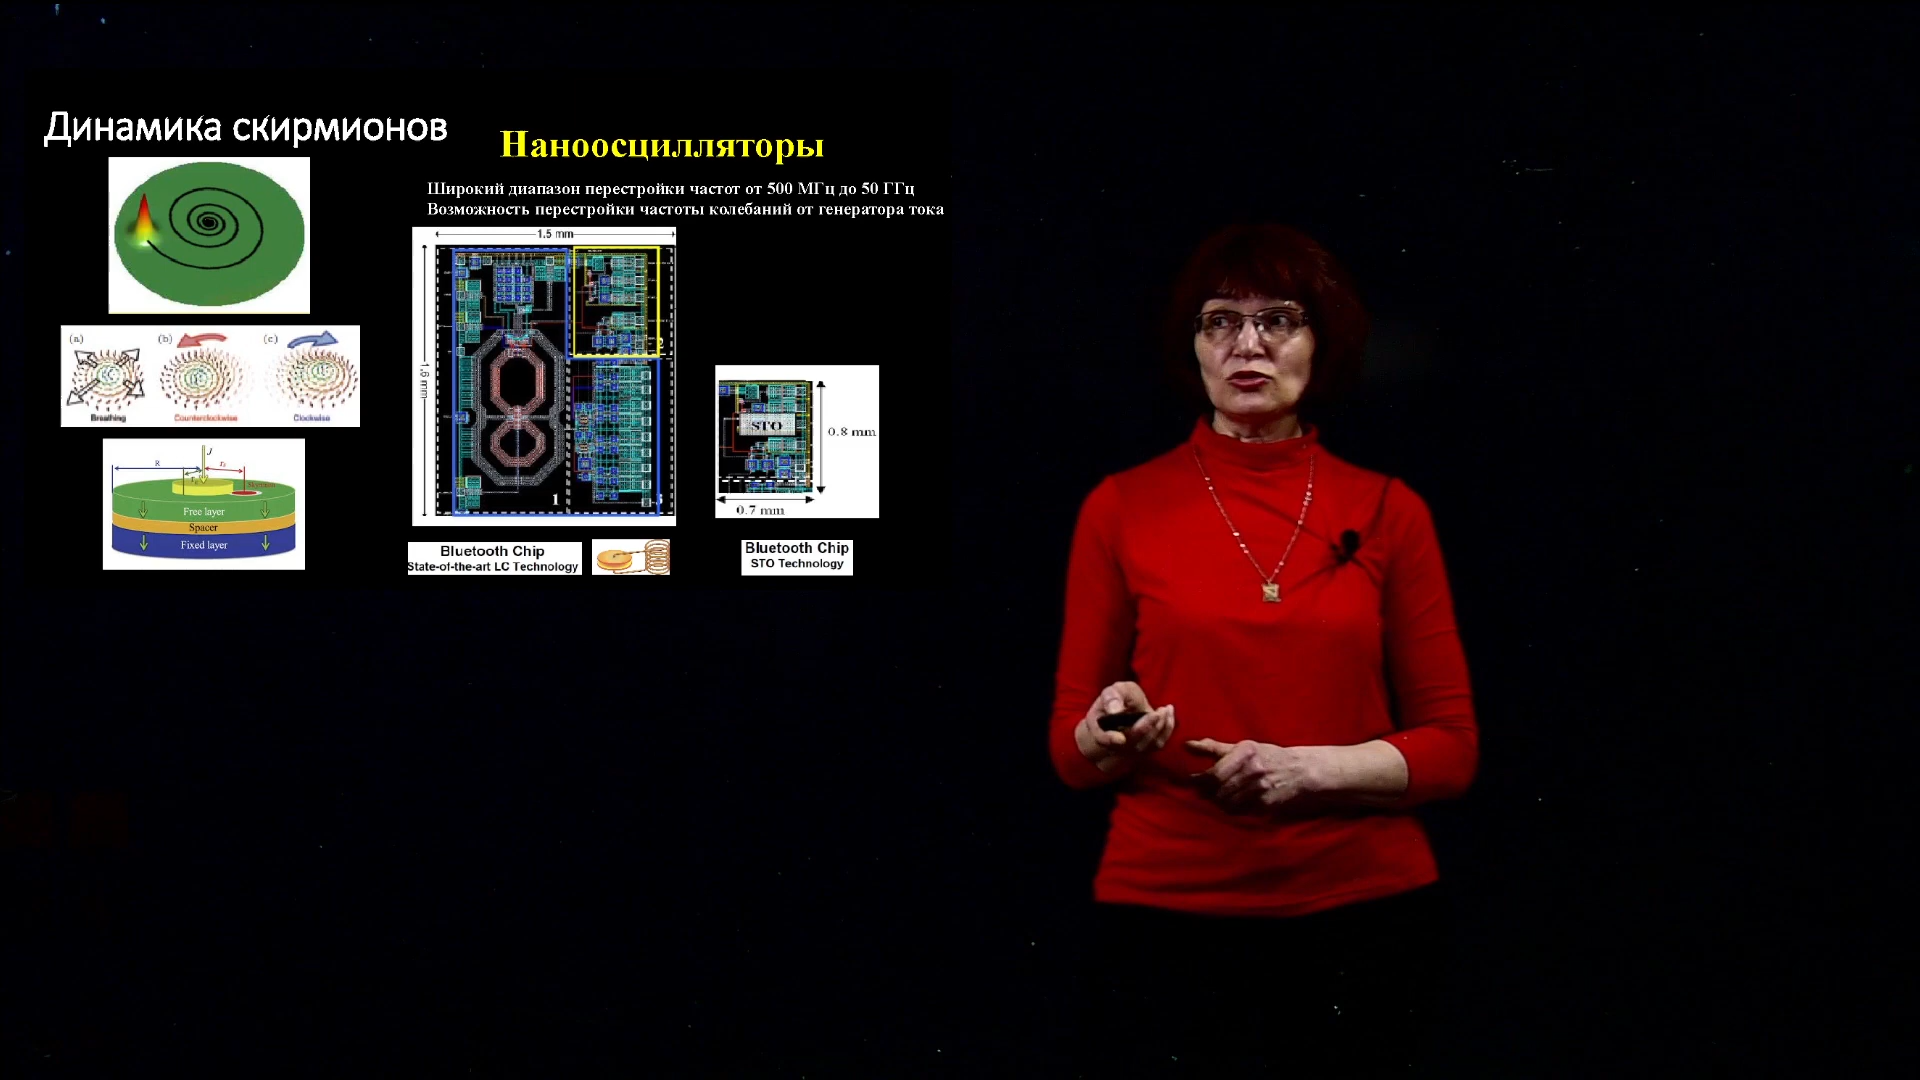 Динамика скирмионов
Наноосцилляторы
Широкий диапазон перестройки частот от 500 МГц до 50 ГГц
Возможность перестройки частоты колебаний от генератора тока
1.5 mm
(a)
(b)
(c)
Breathing
Counterclockwise
Clockwise
STO
0.8 mm
0.7 mm
1
J
R
Free layer
Spacer
Fixed layer
Bluetooth Chip
State-of-the-art LC Technology
Bluetooth Chip
STO Technology